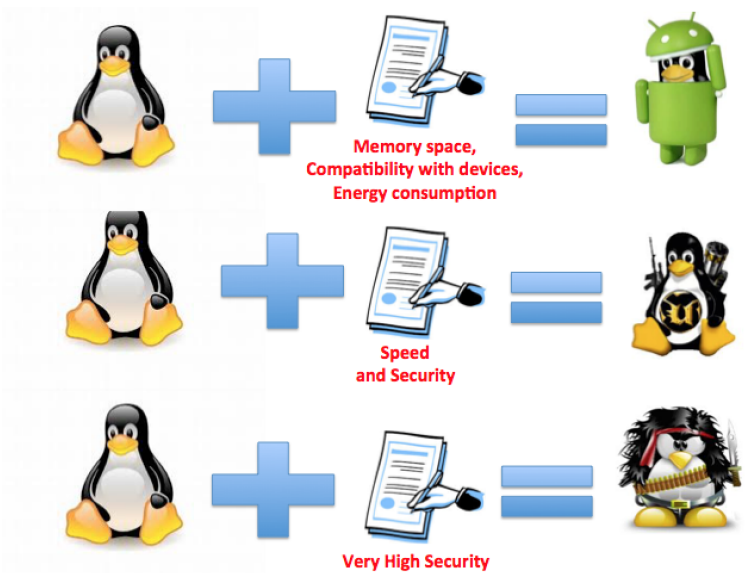 Memory space,
Compatibility with devices,
Energy consumption
Speed
and Security
Very High Security